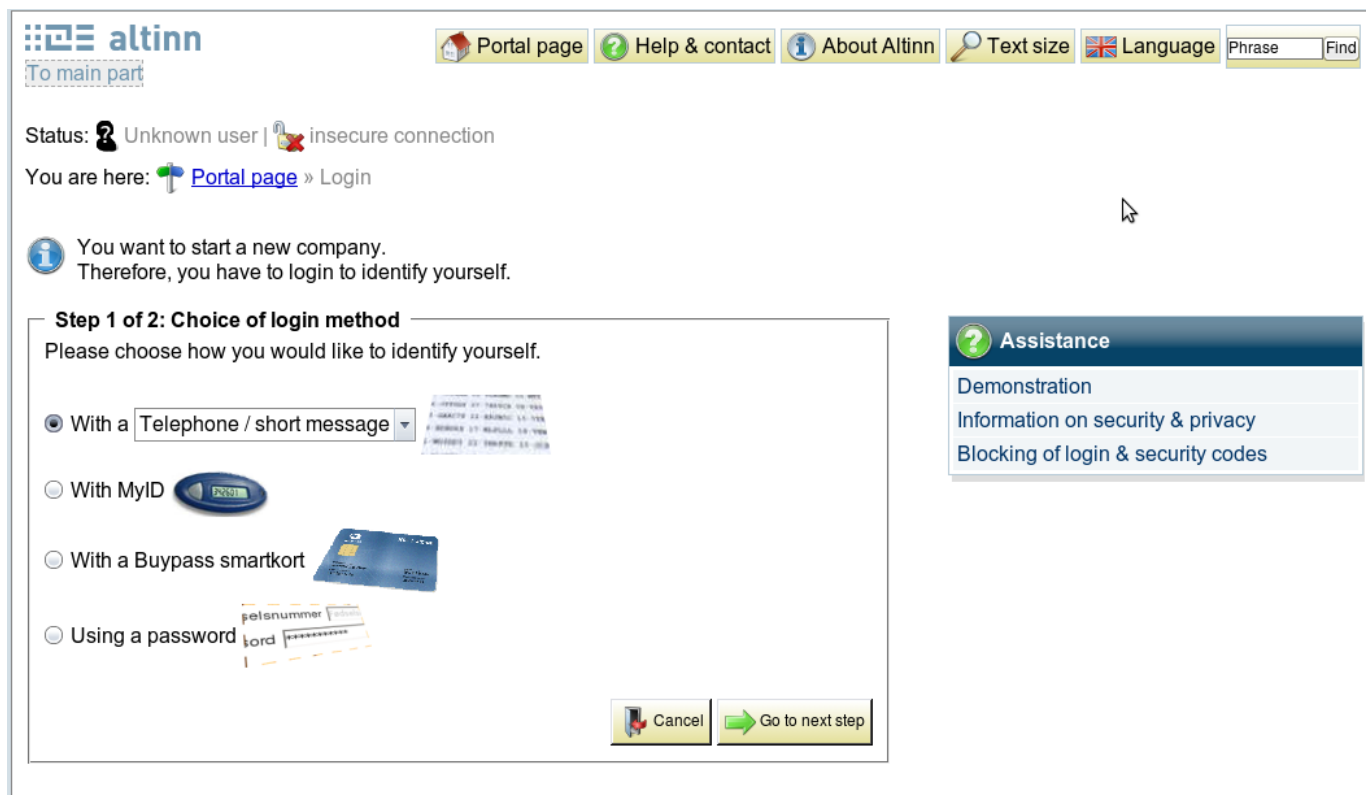 altinn
To main part
Portal page Help & contact About Altinn Text size Language Phrase Find
Status: Unknown user | insecure connection
You are here: Portal page » Login
You want to start a new company.
Therefore, you have to login to identify yourself.
Step 1 of 2: Choice of login method
Please choose how you would like to identify yourself.
With a Telephone / short message
With MyID
With a Buypass smartkort
selsnummer
Using a password
sord ***********
Cancel Go to next step
Assistance
Demonstration
Information on security & privacy
Blocking of login & security codes